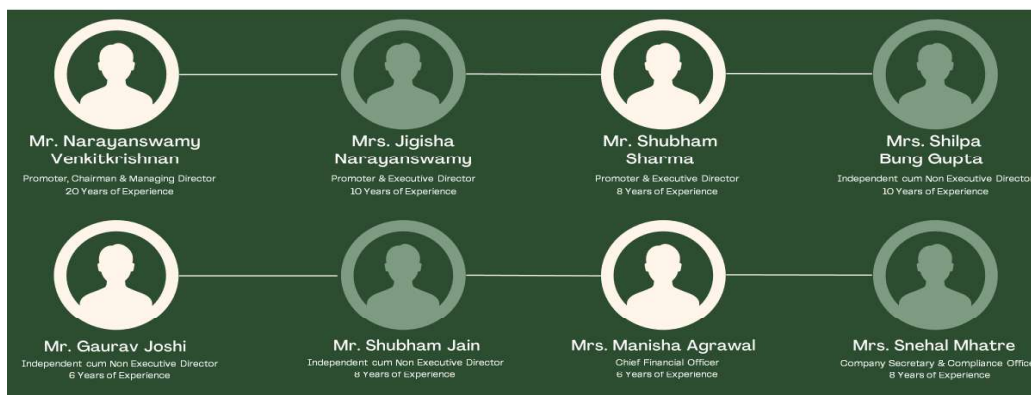 Mr. Narayanswamy
Venkitkrishnan
Promoter, Chairman & Managing Director
20 Years of Experience
Mrs. Jigisha
Narayanswamy
Promoter & Executive Director
10 Years of Experience
Mr. Shubham
Sharma
Promoter & Executive Director
8 Years of Experience
Mrs. Shilpa
Bung Gupta
Independent cum Non Executive Director
10 Years of Experience
Mr. Gaurav Joshi
Independent cum Non Executive Director
6 Years of Experience
Mr. Shubham Jain
Independent cum Non Executive Director
Years of Experience
Mrs. Manisha Agrawal
Chief Financial Officer
6 Years of Experience
Mrs. Snehal Mhatre
Company Secretary & Compliance Office
8 Years of Experience